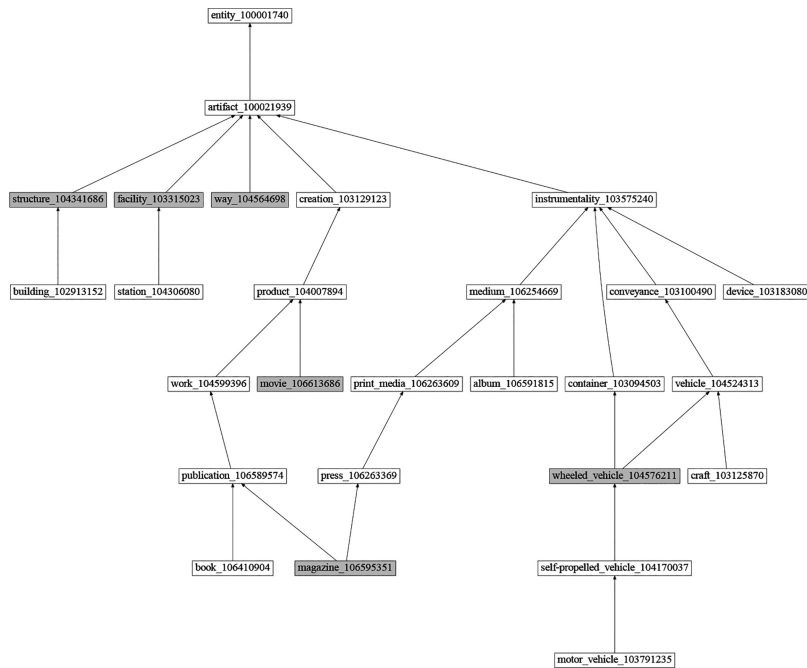 entity_100001740
artifact_100021939
structure_104341686
facility_103315023
way_104564698
creation_103129123
instrumentality_103575240
building_102913152
station_104306080
product_104007894
medium_106254669
conveyance_103100490
device_103183080
work_104599396
movie_106613686
print_media_106263609
album_106591815
container_103094503
vehicle_104524313
publication_106589574
press_106263369
wheeled_vehicle_104576211
craft_103125870
book_106410904
magazine_106595351
self-propelled_vehicle_104170037
motor_vehicle_103791235